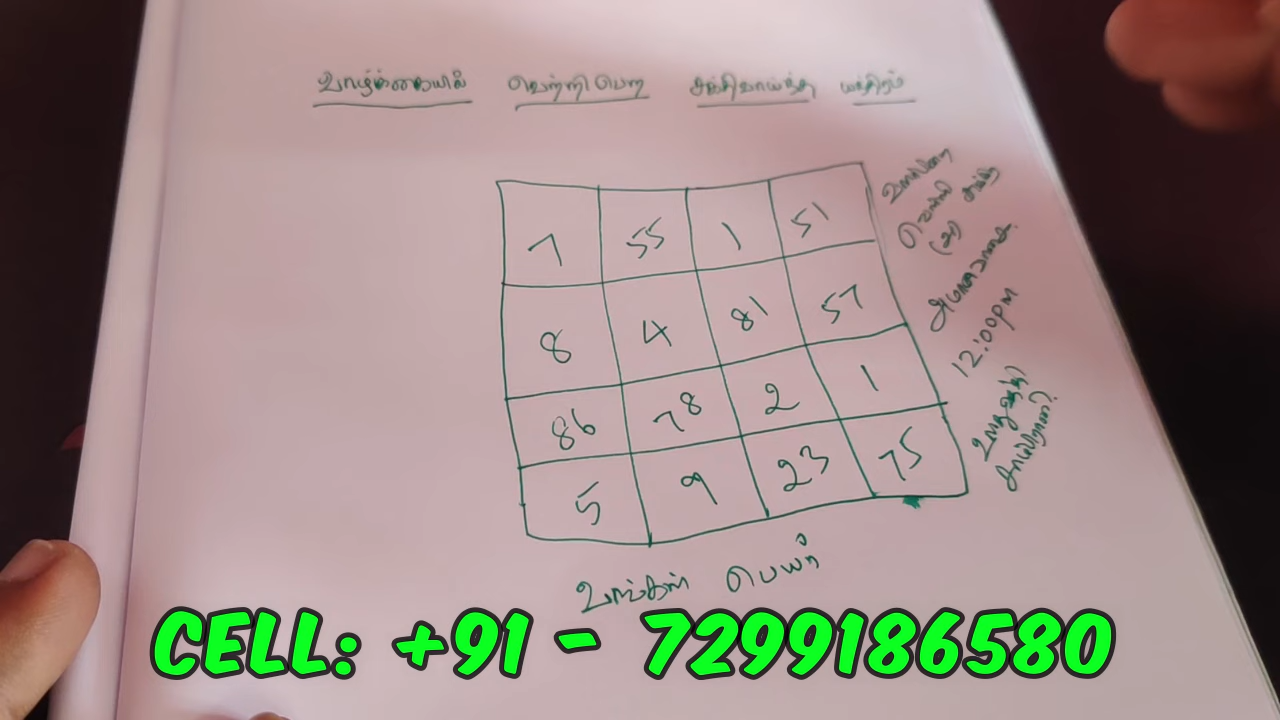 வாழ்க்கையில் வெற்றி பெற சக்திவாய்ந்த யந்திரம்
7 55 1 51
8 4 81 57
86 78 2 1
5 9 23 75
அமாவாசை
12:00pm
உங்கள் பெயர்
CELL: +91 - 7299186580